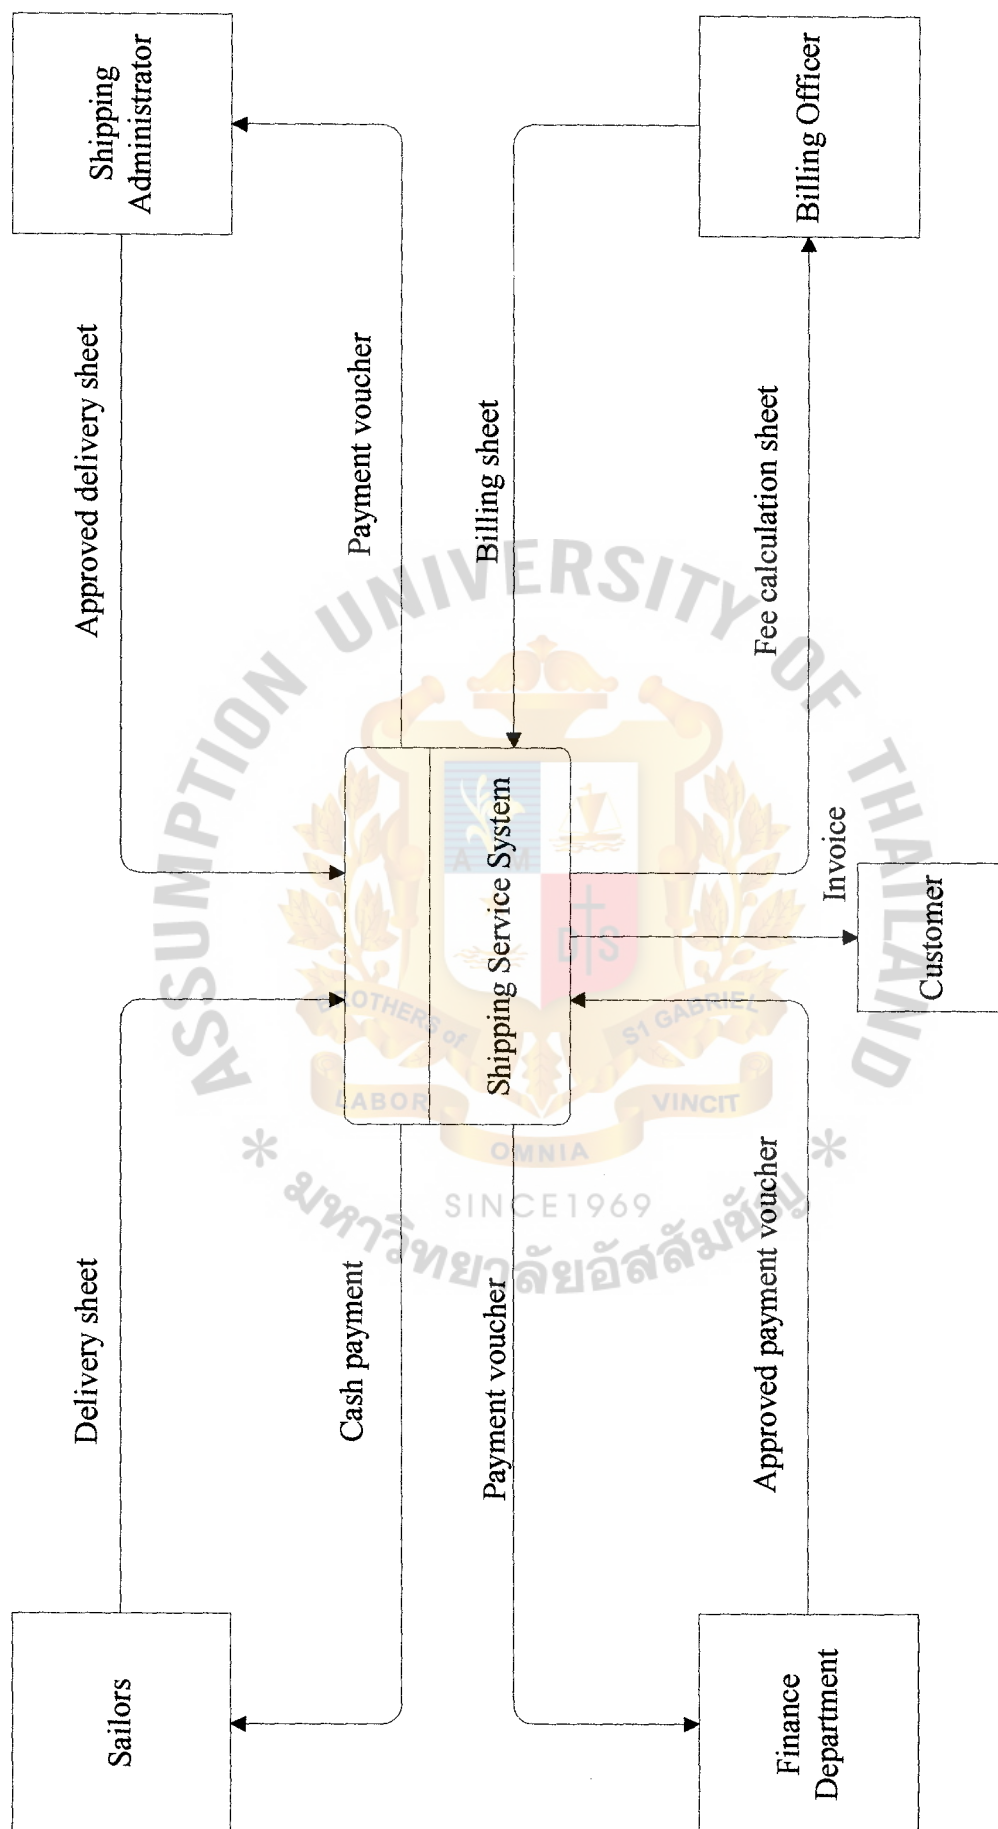 Sailors
Delivery sheet
Approved delivery sheet
Shipping
Administrator
Cash payment
Payment voucher
Shipping Service System
Payment voucher
Billing sheet
Finance
Department
Approved payment voucher
Fee calculation sheet
Billing Officer
Invoice
Customer
ASSUMPTION UNIVERSITY OF THAILAND
A M
D S
BROTHERS of
S1 GABRIEL
LABOR
OMNIA
VINCIT
SINCE1969
* มหาวิทยาลัยอัสสัมชัญ *